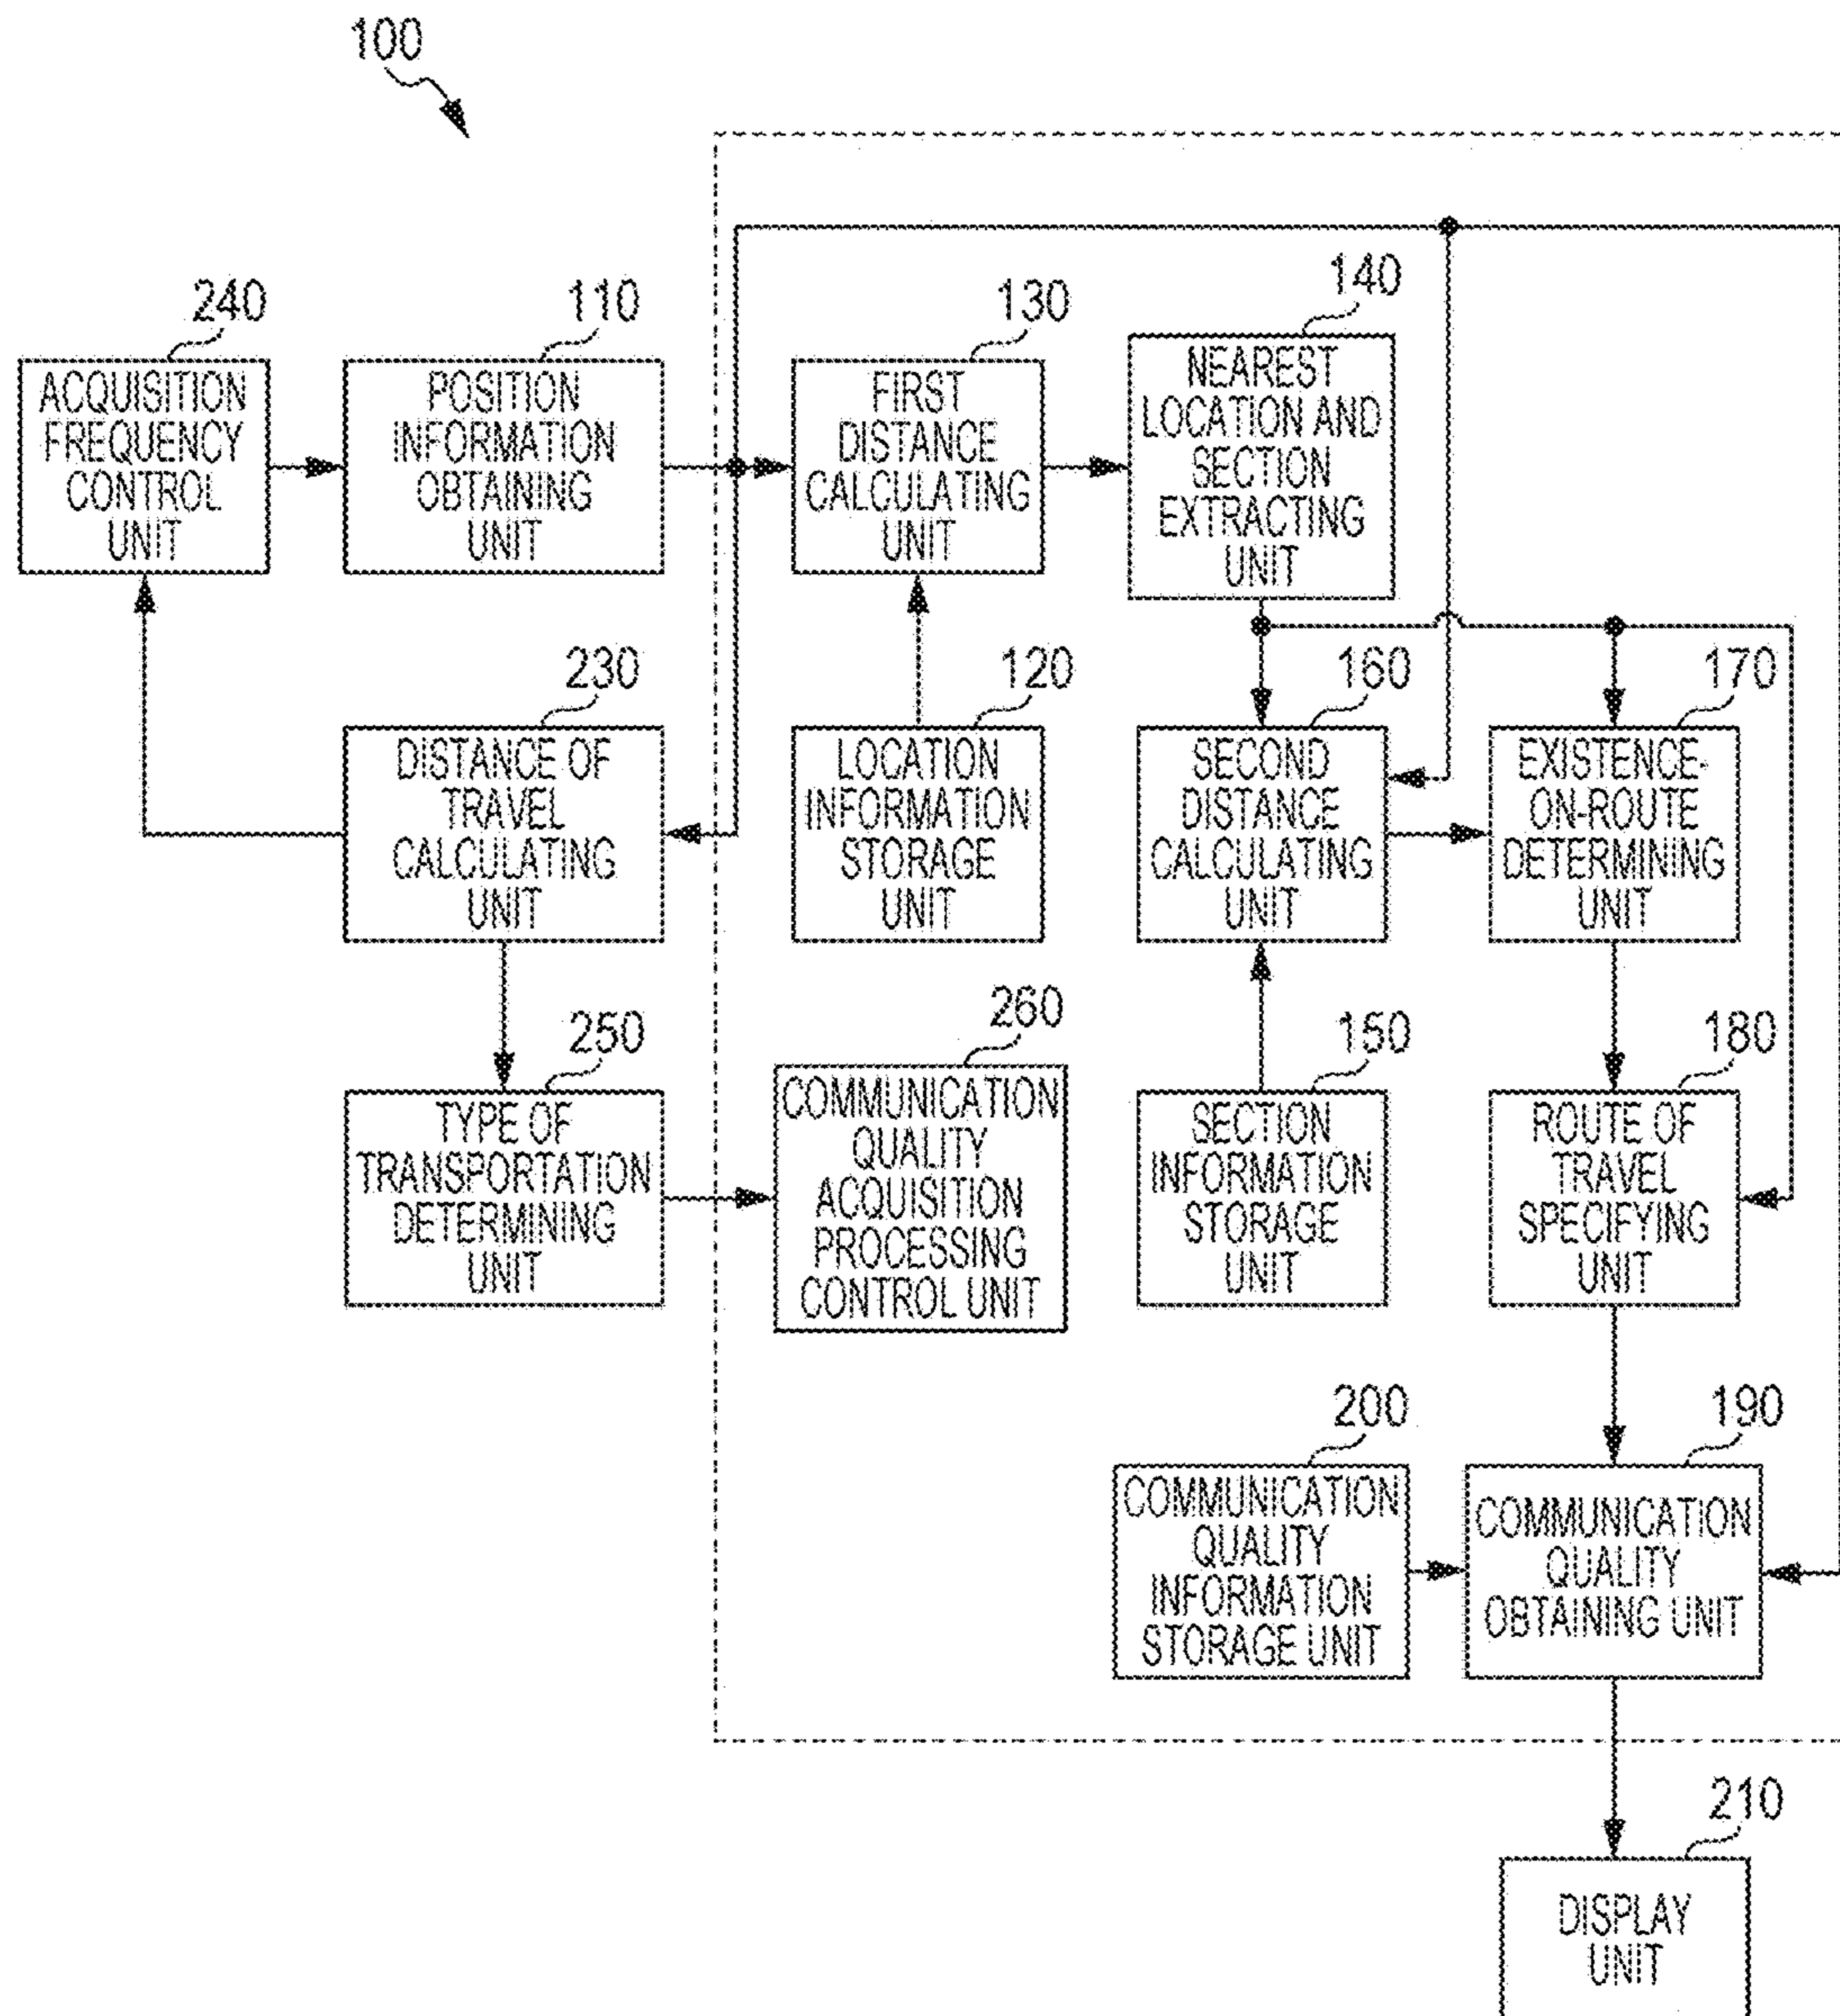 100
240
ACQUISITION
FREQUENCY
CONTROL
UNIT
110
POSITION
INFORMATION
OBTAINING
UNIT
130
FIRST
DISTANCE
CALCULATING
UNIT
140
NEAREST
LOCATION AND
SECTION
EXTRACTING
UNIT
230
DISTANCE OF
TRAVEL
CALCULATING
UNIT
120
LOCATION
INFORMATION
STORAGE
UNIT
160
SECOND
DISTANCE
CALCULATING
UNIT
170
EXISTENCE-
ON-ROUTE
DETERMINING
UNIT
250
TYPE OF
TRANSPORTATION
DETERMINING
UNIT
260
COMMUNICATION
QUALITY
ACQUISITION
PROCESSING
CONTROL UNIT
150
SECTION
INFORMATION
STORAGE
UNIT
180
ROUTE OF
TRAVEL
SPECIFYING
UNIT
200
COMMUNICATION
QUALITY
INFORMATION
STORAGE UNIT
190
COMMUNICATION
QUALITY
OBTAINING UNIT
210
DISPLAY
UNIT